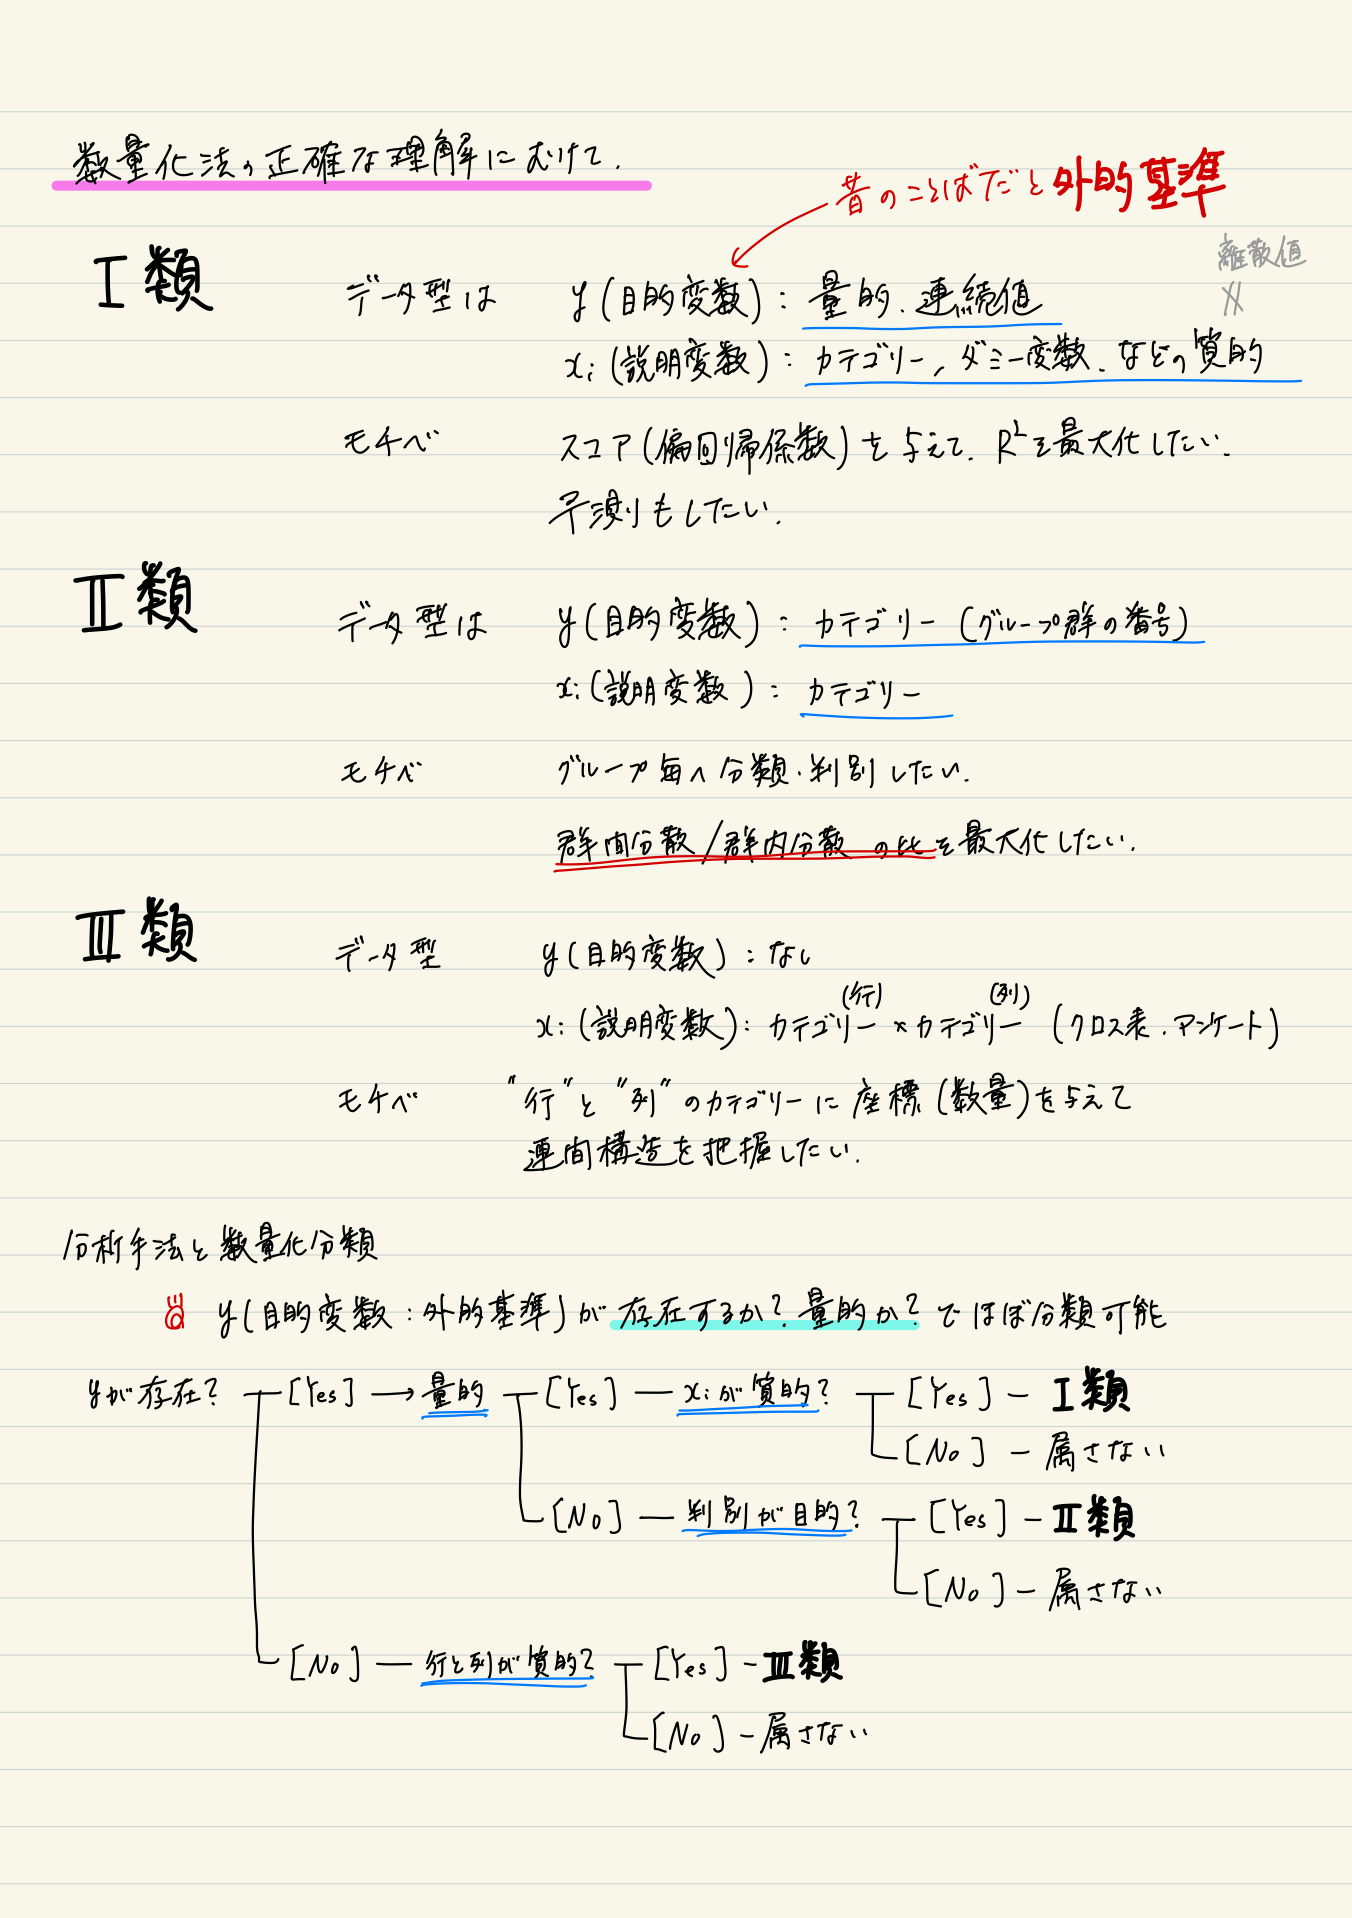 数量化法の正確な理解にむけて.
昔のことばだと外的基準
I類 データ型は y(目的変数): 量的.連続値
離散値
xi(説明変数): カテゴリー, ダミー変数.などの質的
モチベ スコア(偏回帰係数)を与えて. R²を最大化したい.
予測りもしたい.
II類 データ型は y(目的変数): カテゴリー(グループ群の番号)
xi(説明変数): カテゴリー
モチベ グループ毎へ分類・判別したい.
群間分散/群内分散の比を最大化したい.
III類 データ型 y(目的変数):なし
(行) (列)
xi(説明変数): カテゴリー×カテゴリー (クロス表.アンケート)
モチベ "行"と"列"のカテゴリーに座標(数量)を与えて
連間構造を把握したい.
分析手法と数量化分類
y(目的変数:外的基準)が存在するか?量的か?でほぼ分類可能
yが存在? [Yes] → 量的 [Yes] — xiが質的? [Yes] — I類
[No] — 属さない
[No] — 判別が目的? [Yes] — II類
[No] — 属さない
[No] — 行と列が質的? [Yes] — III類
[No] — 属さない